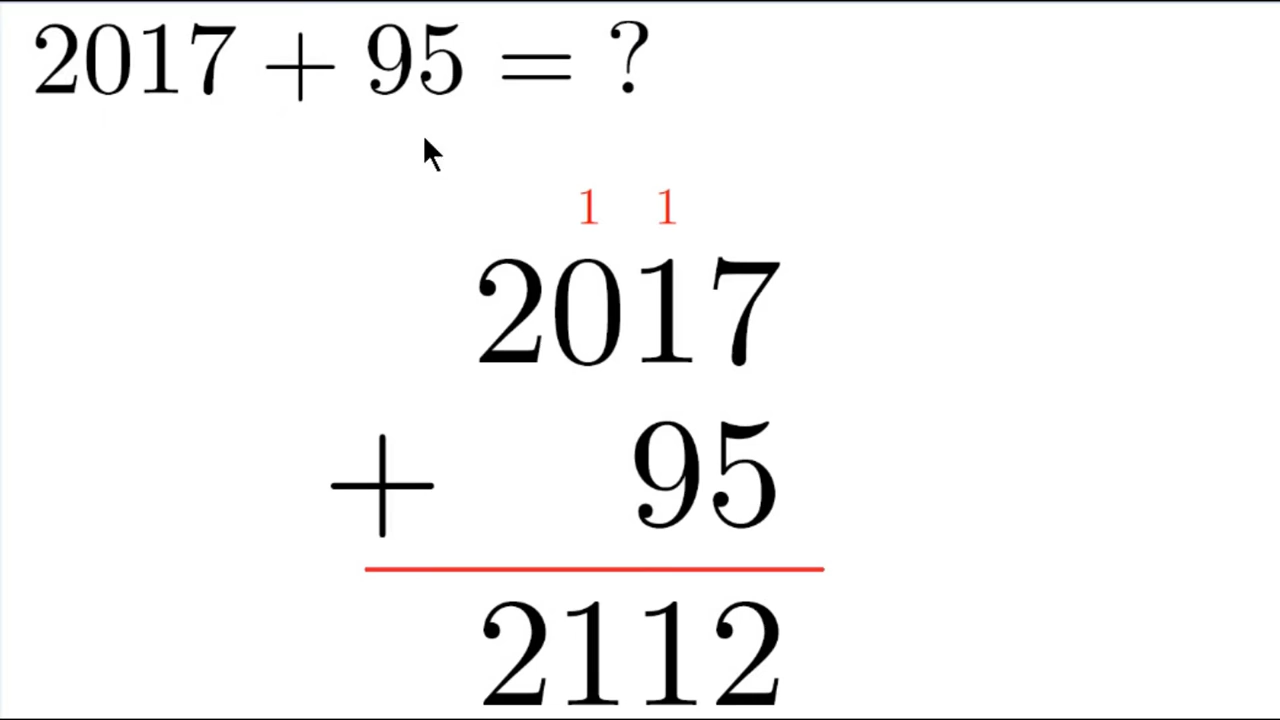 2017 + 95 = ?
1 1
2017
+ 95
2112